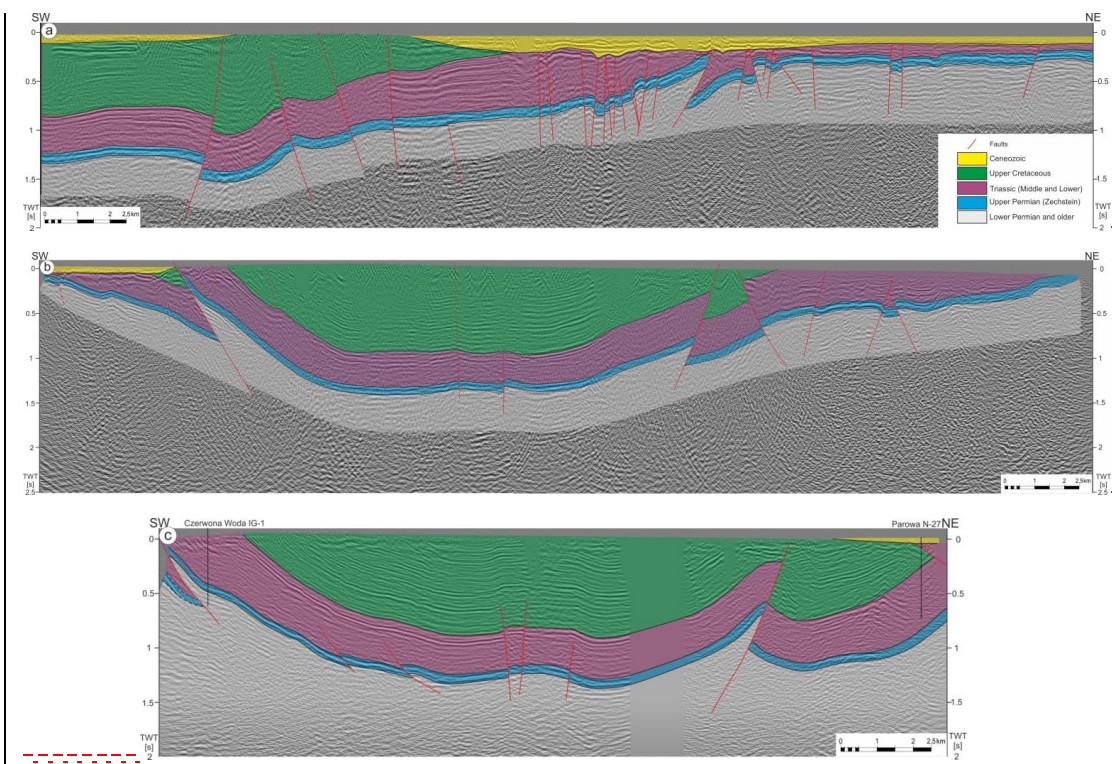 SW
NE
a
0
0
0.5
0.5
1
1
1.5
1.5
TWT
[s]
TWT
[s]
2
2
0 1 2 2,5km
Faults
Ceneozoic
Upper Cretaceous
Triassic (Middle and Lower)
Upper Permian (Zechstein)
Lower Permian and older
SW
NE
b
0
0
0.5
0.5
1
1
1.5
1.5
2
2
TWT
[s]
TWT
[s]
2.5
2.5
0 1 2 2,5km
SW
Czerwona Woda IG-1
Parowa N-27
NE
c
0
0
0.5
0.5
1
1
1.5
1.5
TWT
[s]
TWT
[s]
2
2
0 1 2 2,5km